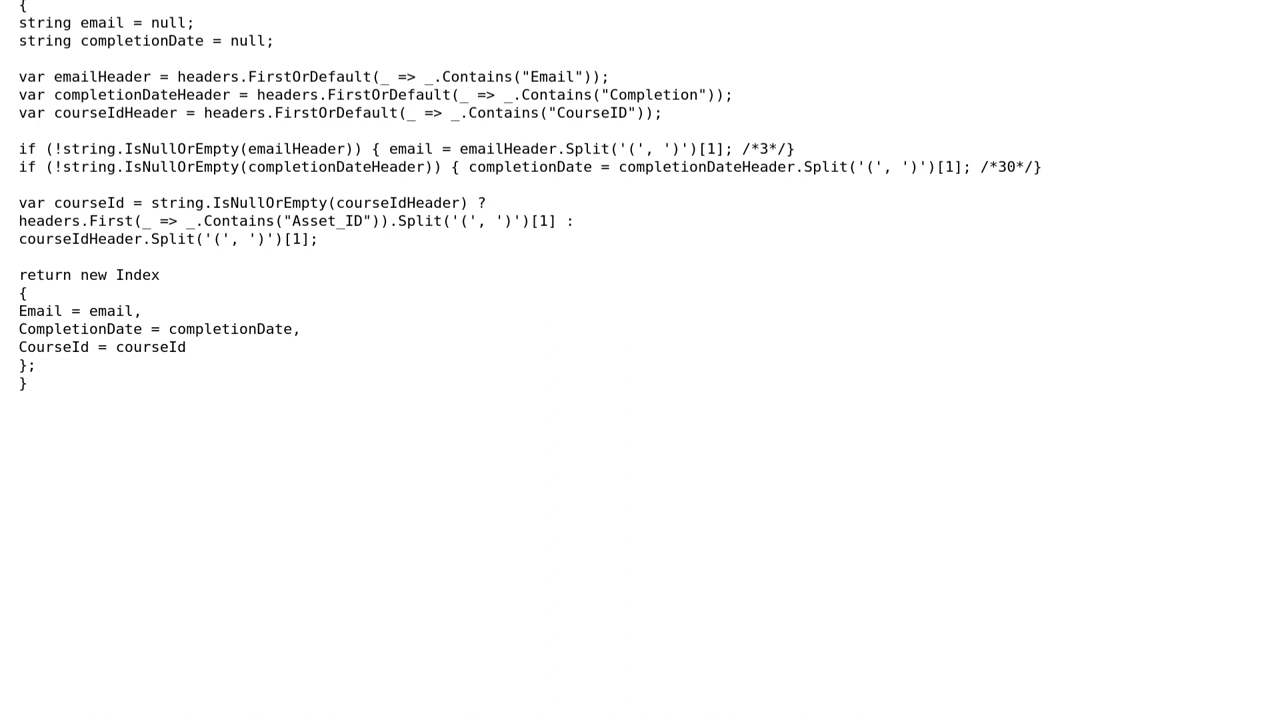 {
string email = null;
string completionDate = null;
var emailHeader = headers.FirstOrDefault(_ => _.Contains("Email"));
var completionDateHeader = headers.FirstOrDefault(_ => _.Contains("Completion"));
var courseIdHeader = headers.FirstOrDefault(_ => _.Contains("CourseID"));
if (!string.IsNullOrEmpty(emailHeader)) { email = emailHeader.Split('(', ')')[1]; /*3*/}
if (!string.IsNullOrEmpty(completionDateHeader)) { completionDate = completionDateHeader.Split('(', ')')[1]; /*30*/}
var courseId = string.IsNullOrEmpty(courseIdHeader) ?
headers.First(_ => _.Contains("Asset_ID")).Split('(', ')')[1] :
courseIdHeader.Split('(', ')')[1];
return new Index
{
Email = email,
CompletionDate = completionDate,
CourseId = courseId
};
}